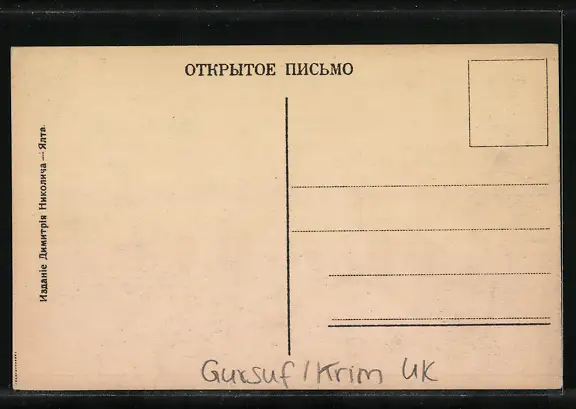 ОТКРЫТОЕ ПИСЬМО
Изданіе Димитрія Николича — Ялта.
Gursuf / Krim UK